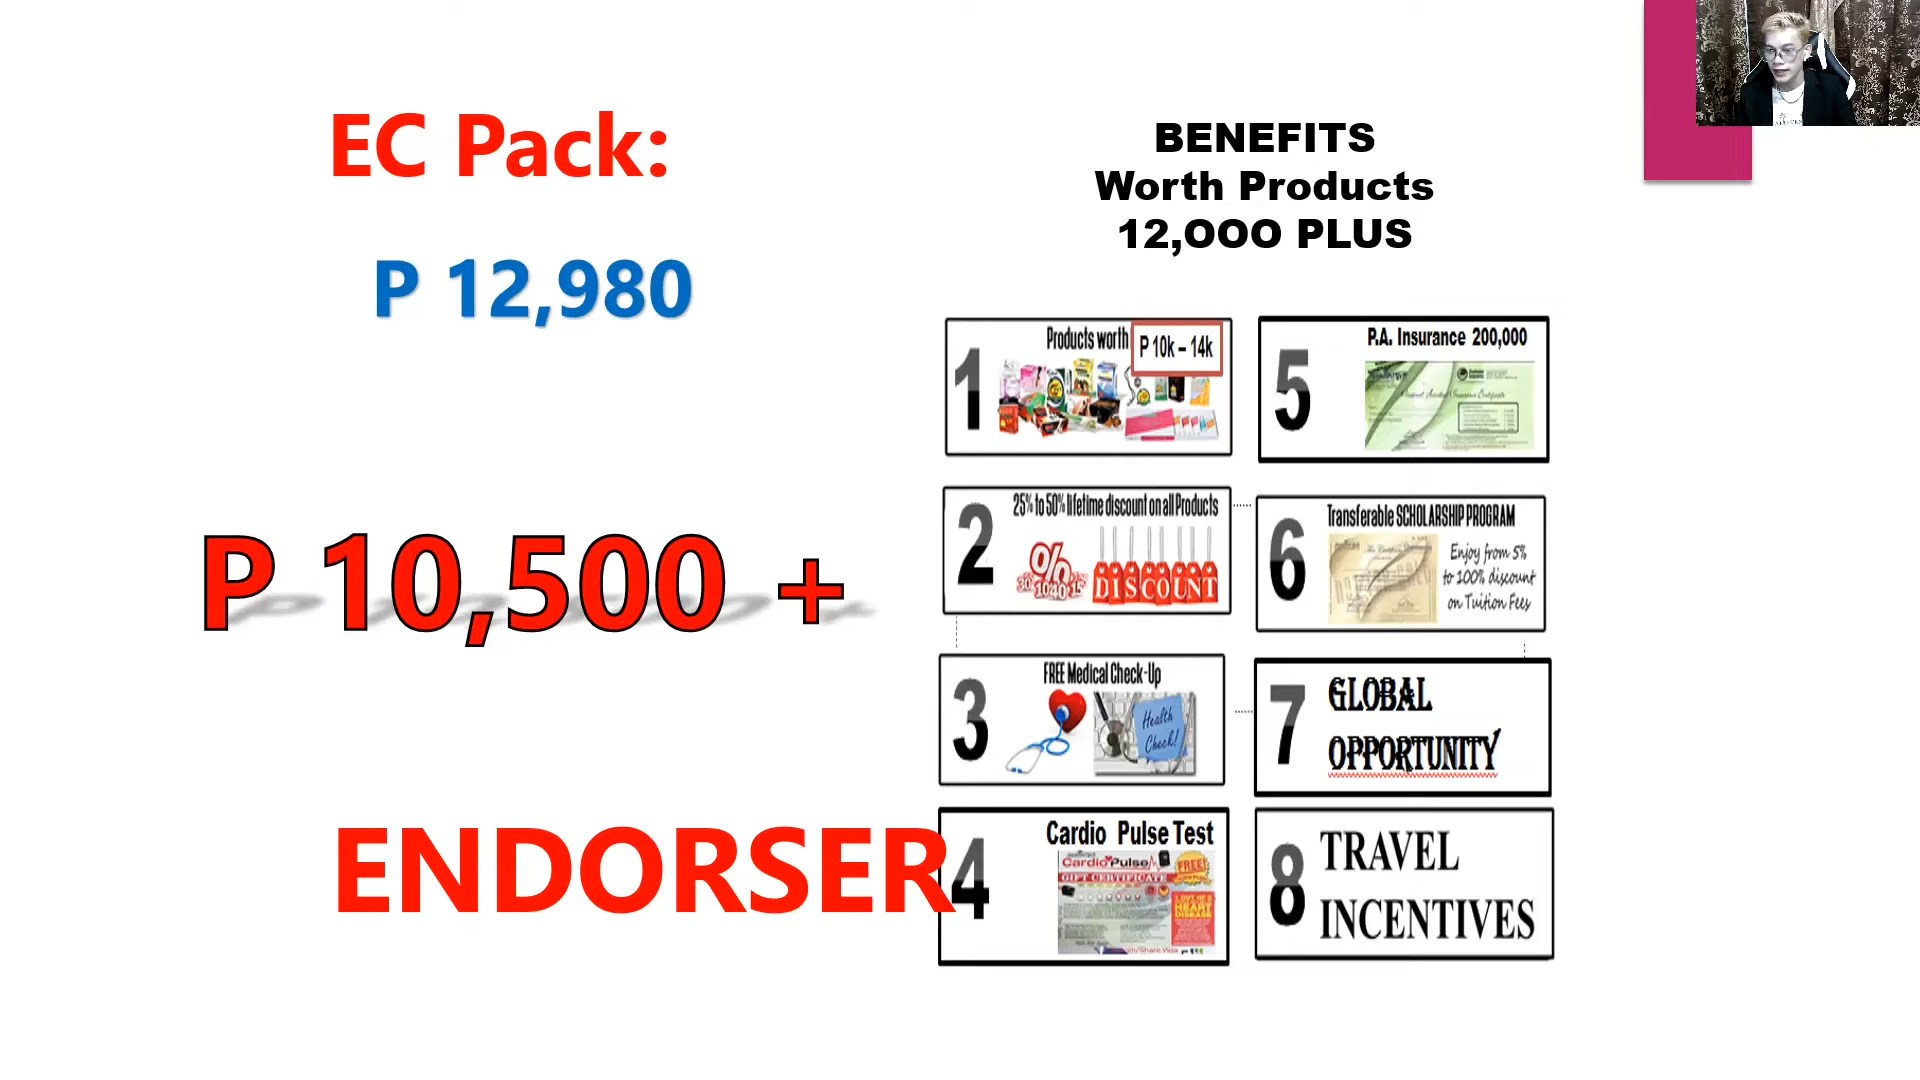 EC Pack:
P 12,980
P 10,500 +
ENDORSER
BENEFITS
Worth Products
12,OOO PLUS
1
Products worth
P 10k – 14k
2
25% to 50% lifetime discount on all Products
%
DISCOUNT
3
FREE Medical Check-Up
Health
Check!
4
Cardio Pulse Test
CardioPulse
GIFT CERTIFICATE
FREE!
HEART
DISEASE
5
P.A. Insurance 200,000
6
Transferable SCHOLARSHIP PROGRAM
Enjoy from 5%
to 100% discount
on Tuition Fees
7
GLOBAL
OPPORTUNITY
8
TRAVEL
INCENTIVES